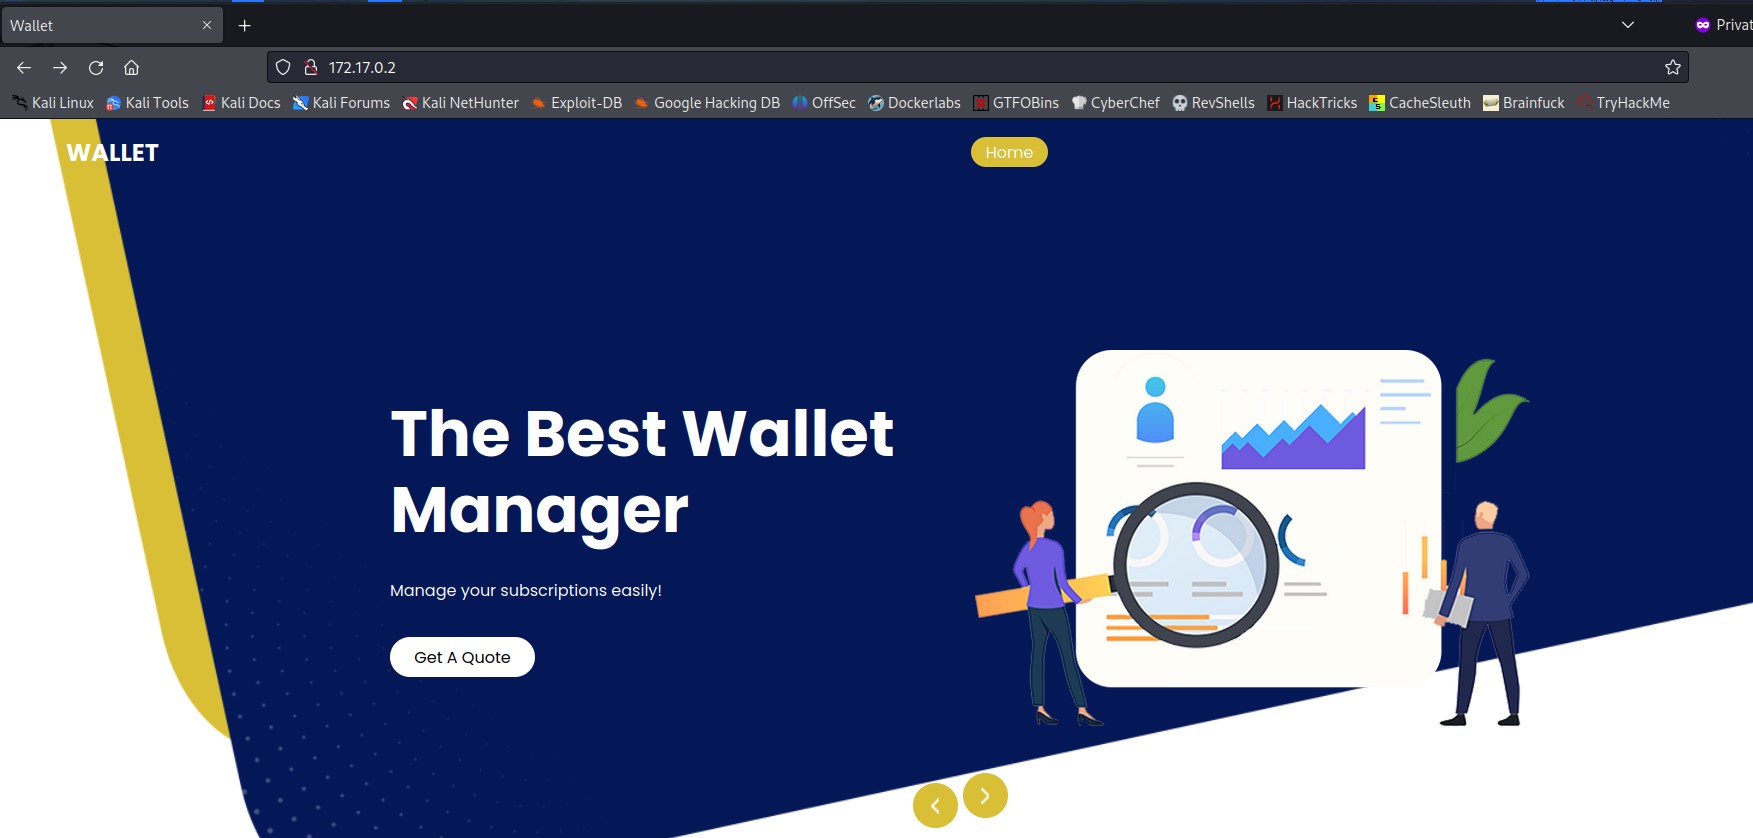 Wallet
Privat
172.17.0.2
Kali Linux Kali Tools Kali Docs Kali Forums Kali NetHunter Exploit-DB Google Hacking DB OffSec Dockerlabs GTFOBins CyberChef RevShells HackTricks CacheSleuth Brainfuck TryHackMe
WALLET
Home
The Best Wallet
Manager
Manage your subscriptions easily!
Get A Quote